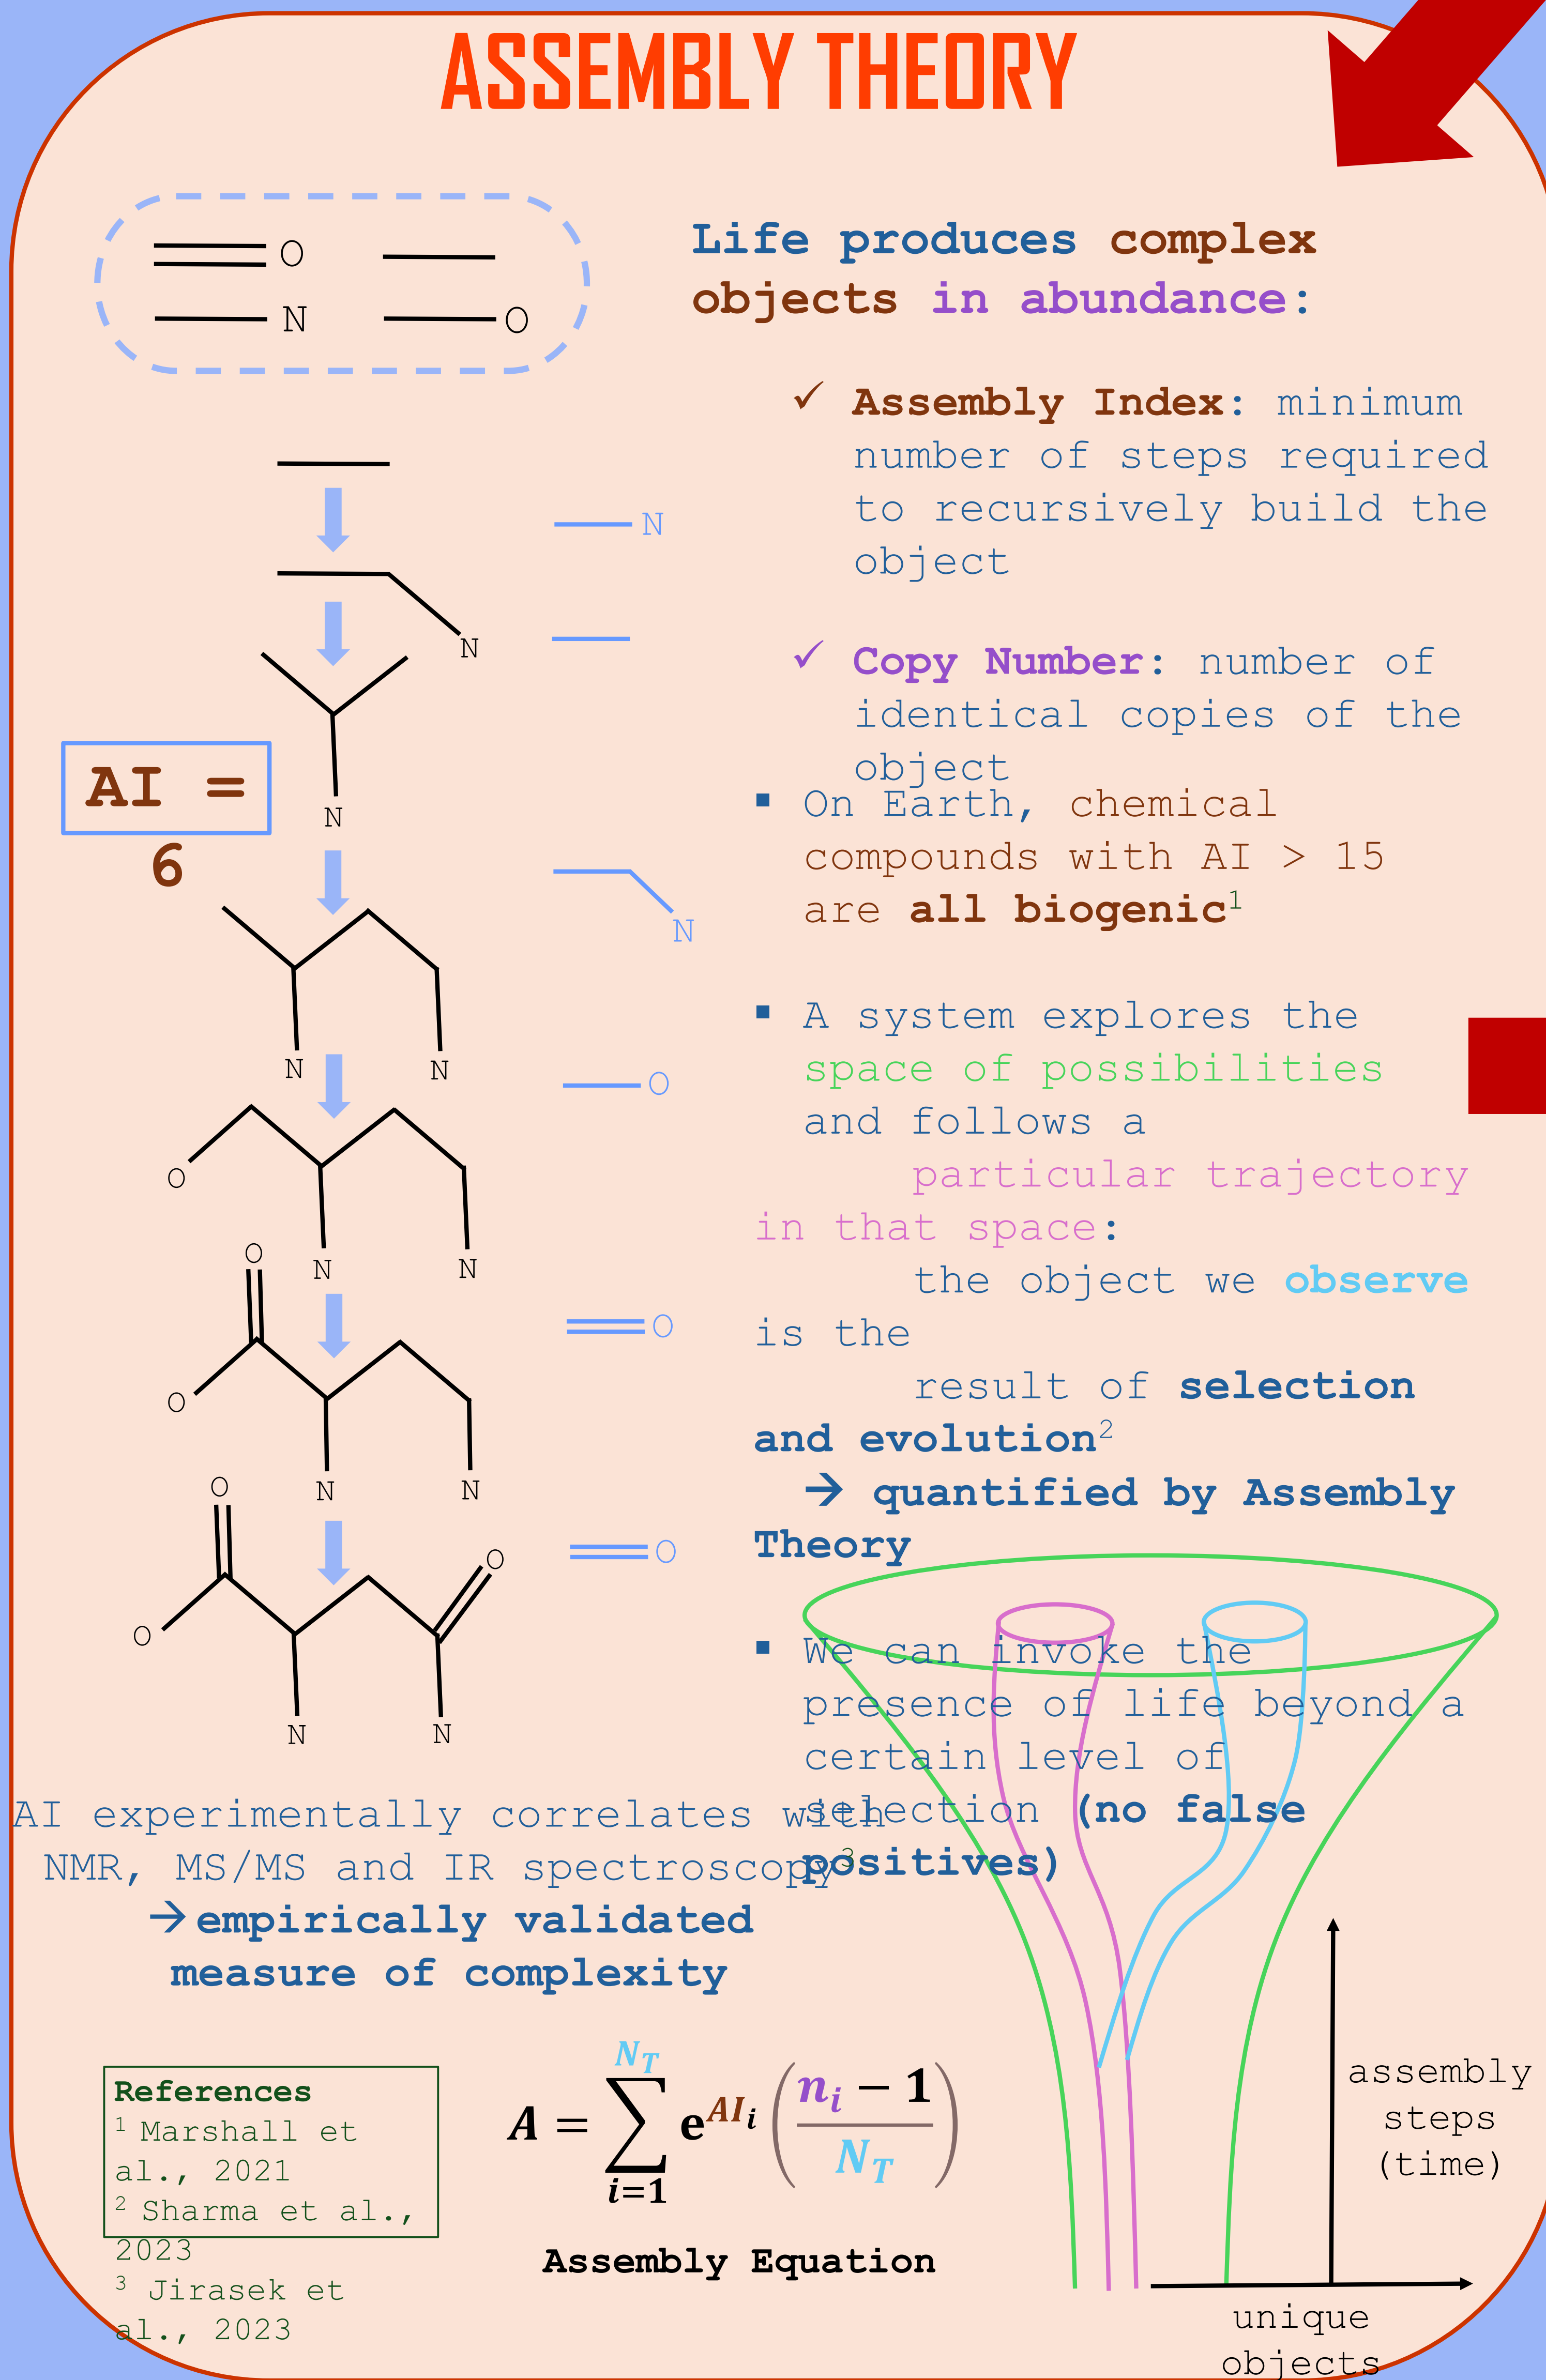 ASSEMBLY THEORY
O
N
O
Life produces complex
objects in abundance:
✓ Assembly Index: minimum
number of steps required
to recursively build the
object
✓ Copy Number: number of
identical copies of the
object
N
N
N
AI =
6
N
N
N
O
O
N
N
O
O
N
N
O
O
O
O
N
N
O
▪ On Earth, chemical
compounds with AI > 15
are all biogenic¹
▪ A system explores the
space of possibilities
and follows a
particular trajectory
in that space:
the object we observe
is the
result of selection
and evolution²
→ quantified by Assembly
Theory
▪ We can invoke the
presence of life beyond a
certain level of
selection (no false
positives)
AI experimentally correlates with
NMR, MS/MS and IR spectroscopy³
→ empirically validated
measure of complexity
References
¹ Marshall et
al., 2021
² Sharma et al.,
2023
³ Jirasek et
al., 2023
A = ∑_{i=1}^{N_T} e^{AI_i} ( (n_i − 1) / N_T )
Assembly Equation
assembly
steps
(time)
unique
objects